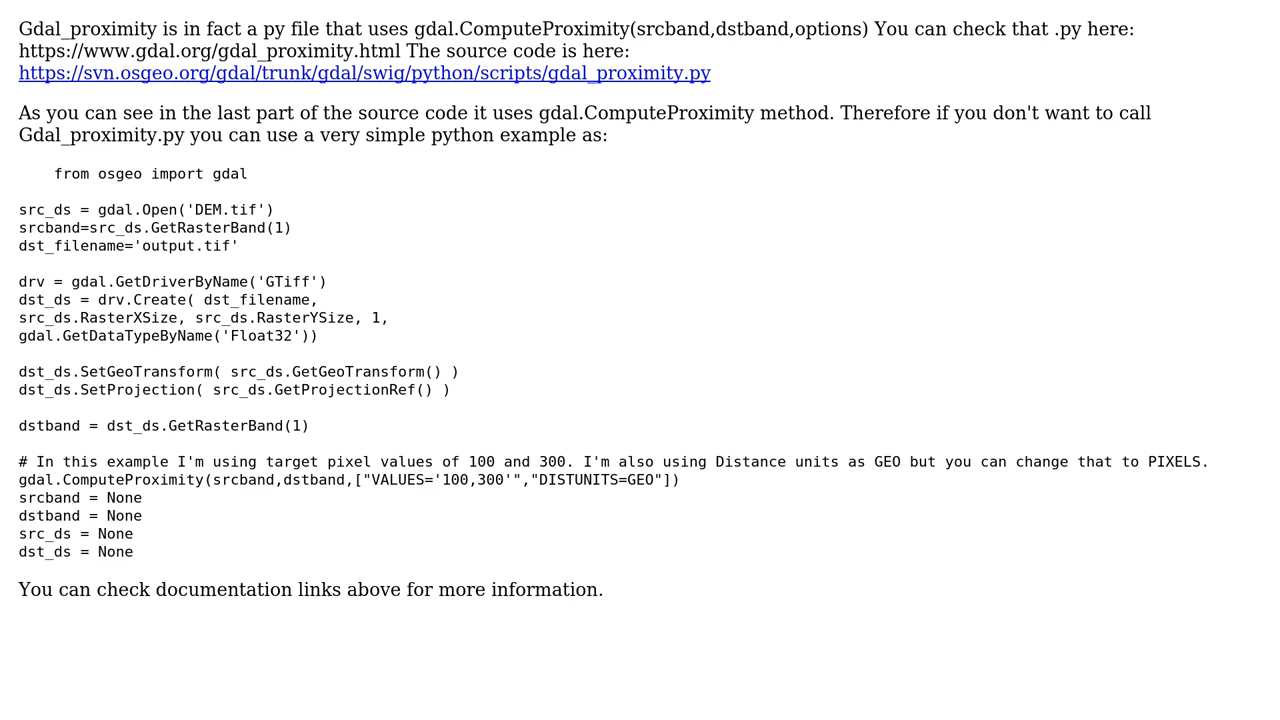 Gdal_proximity is in fact a py file that uses gdal.ComputeProximity(srcband,dstband,options) You can check that .py here:
https://www.gdal.org/gdal_proximity.html The source code is here:
https://svn.osgeo.org/gdal/trunk/gdal/swig/python/scripts/gdal_proximity.py
As you can see in the last part of the source code it uses gdal.ComputeProximity method. Therefore if you don't want to call
Gdal_proximity.py you can use a very simple python example as:
from osgeo import gdal
src_ds = gdal.Open('DEM.tif')
srcband=src_ds.GetRasterBand(1)
dst_filename='output.tif'
drv = gdal.GetDriverByName('GTiff')
dst_ds = drv.Create( dst_filename,
src_ds.RasterXSize, src_ds.RasterYSize, 1,
gdal.GetDataTypeByName('Float32'))
dst_ds.SetGeoTransform( src_ds.GetGeoTransform() )
dst_ds.SetProjection( src_ds.GetProjectionRef() )
dstband = dst_ds.GetRasterBand(1)
# In this example I'm using target pixel values of 100 and 300. I'm also using Distance units as GEO but you can change that to PIXELS.
gdal.ComputeProximity(srcband,dstband,["VALUES='100,300'","DISTUNITS=GEO"])
srcband = None
dstband = None
src_ds = None
dst_ds = None
You can check documentation links above for more information.